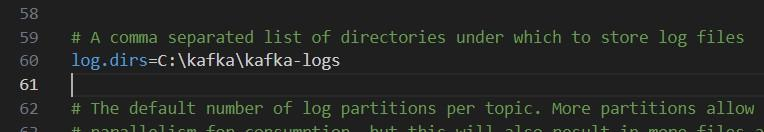 58
59 # A comma separated list of directories under which to store log files
60 log.dirs=C:\kafka\kafka-logs
61
62 # The default number of log partitions per topic. More partitions allow